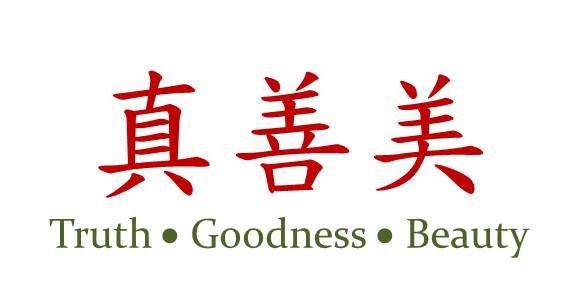 真善美
Truth • Goodness • Beauty